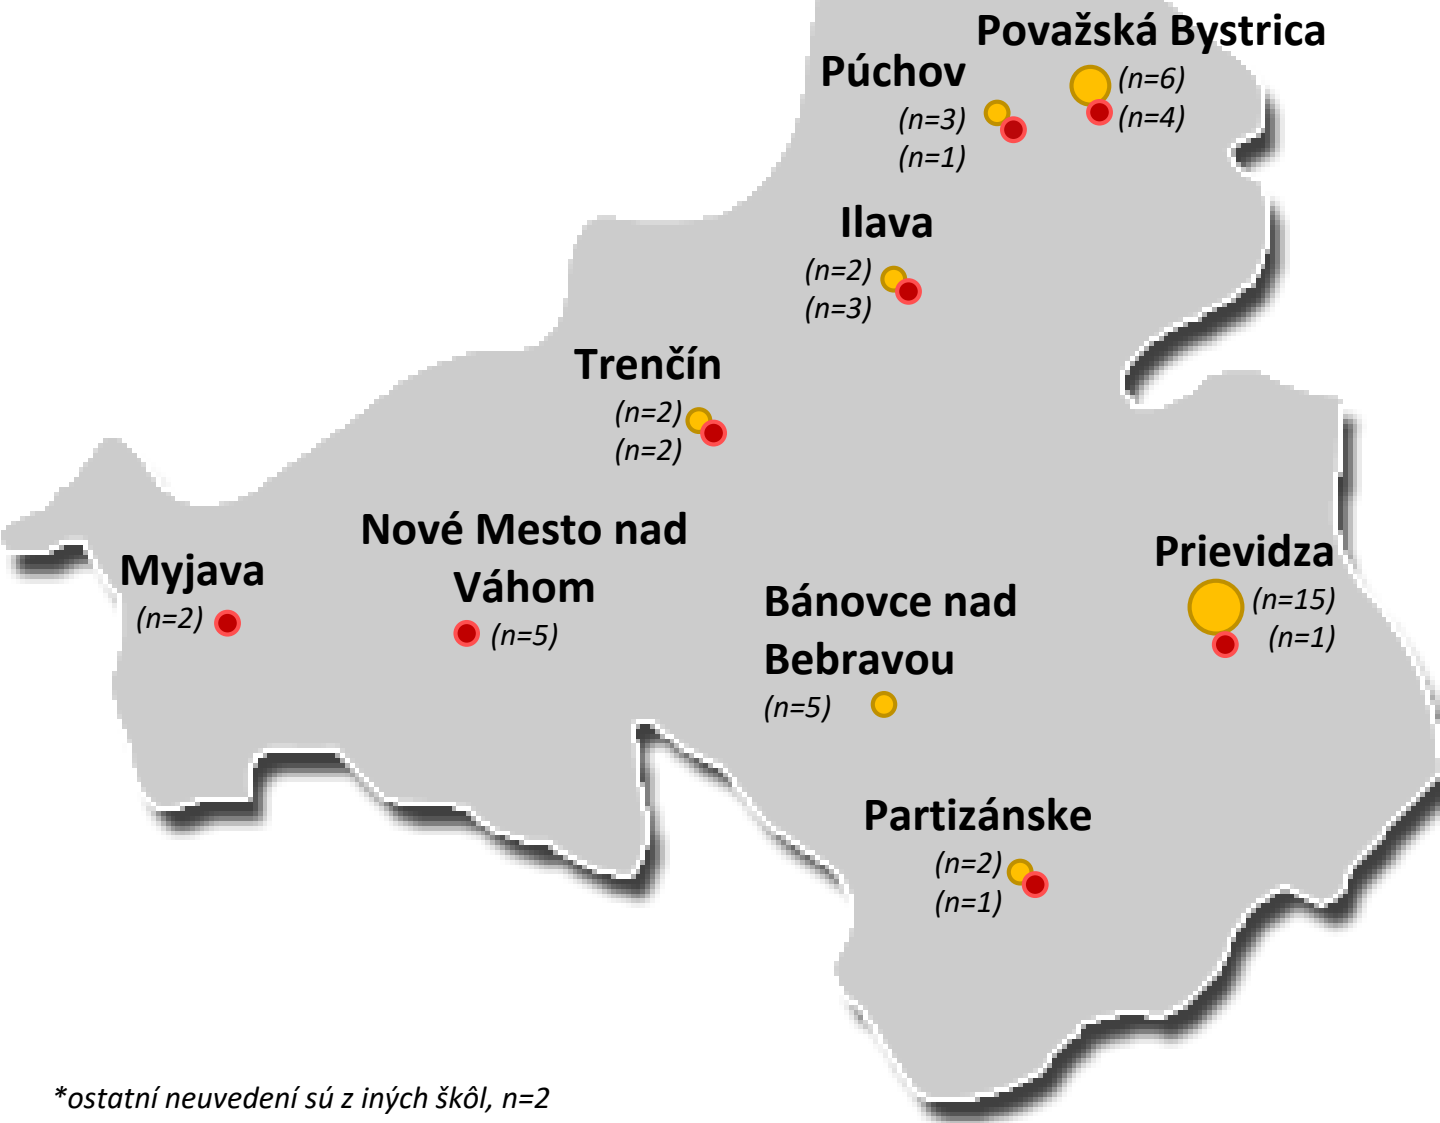 Považská Bystrica
(n=6)
(n=4)
Púchov
(n=3)
(n=1)
Ilava
(n=2)
(n=3)
Trenčín
(n=2)
(n=2)
Nové Mesto nad
Váhom
(n=5)
Myjava
(n=2)
Bánovce nad
Bebravou
(n=5)
Prievidza
(n=15)
(n=1)
Partizánske
(n=2)
(n=1)
*ostatní neuvedení sú z iných škôl, n=2